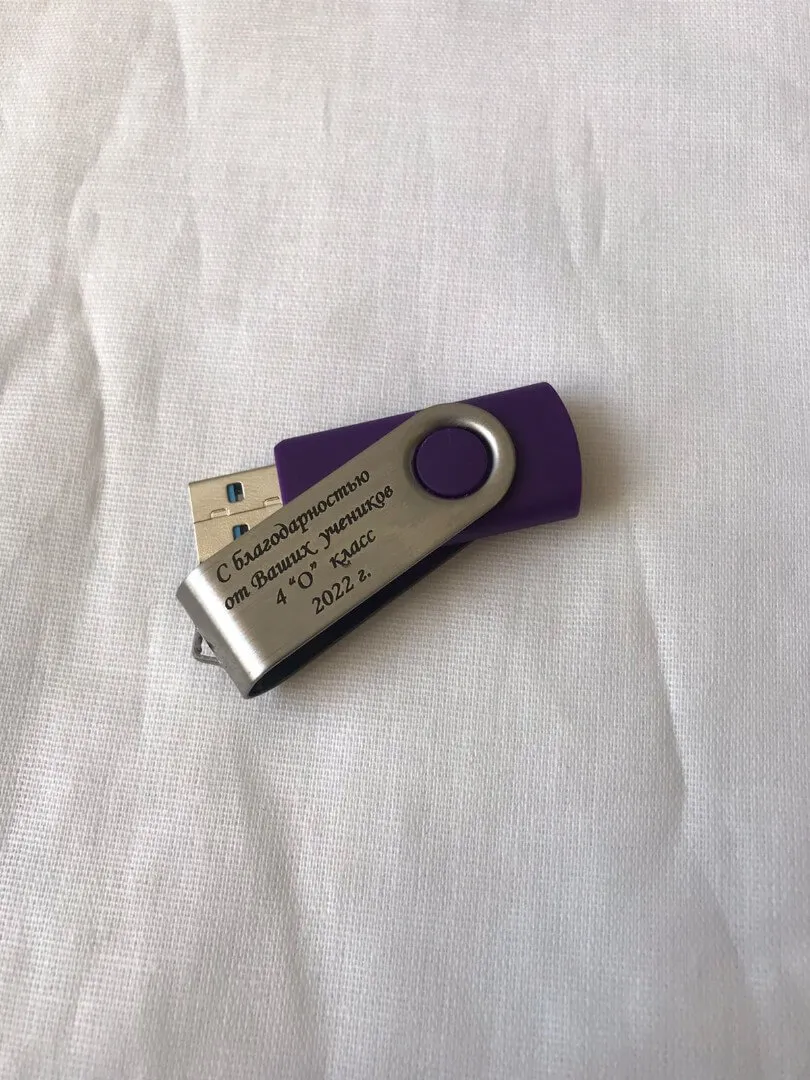 С благодарностью
от Ваших учеников
4 “О” класс
2022 г.